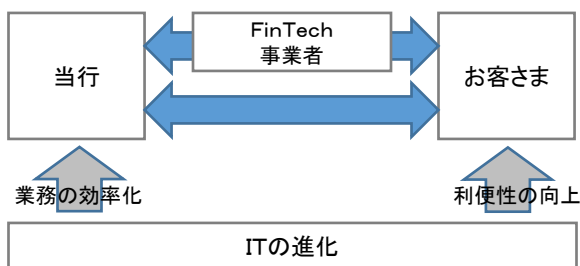 FinTech
事業者
当行
お客さま
業務の効率化
利便性の向上
ITの進化